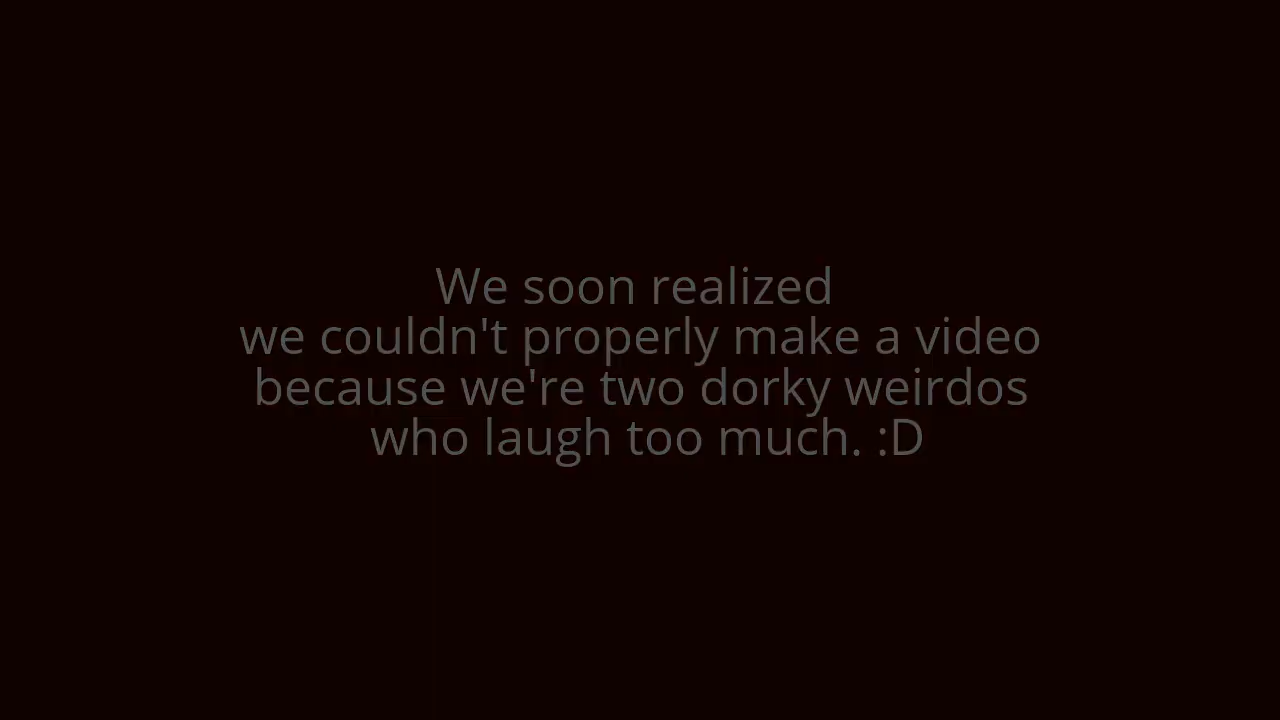 We soon realized
we couldn't properly make a video
because we're two dorky weirdos
who laugh too much. :D